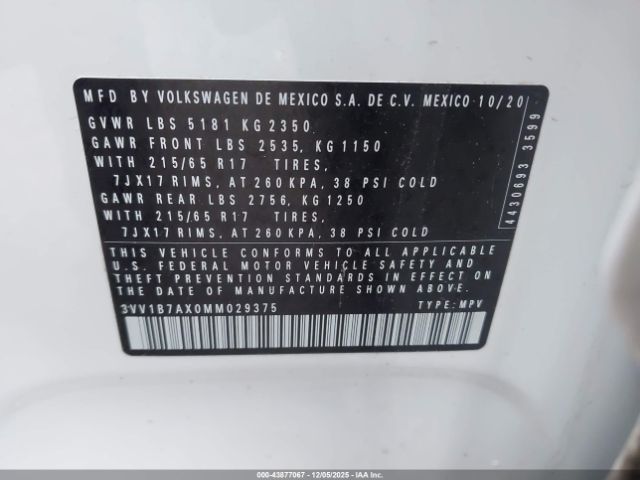 MFD BY VOLKSWAGEN DE MEXICO S.A. DE C.V. MEXICO 10/20
GVWR LBS 5181 KG 2350
GAWR FRONT LBS 2535, KG 1150
WITH 215/65 R17 TIRES,
7JX17 RIMS, AT 260 KPA, 38 PSI COLD
GAWR REAR LBS 2756, KG 1250
WITH 215/65 R17 TIRES,
7JX17 RIMS, AT 260 KPA, 38 PSI COLD
THIS VEHICLE CONFORMS TO ALL APPLICABLE
U.S. FEDERAL MOTOR VEHICLE SAFETY AND
THEFT PREVENTION STANDARDS IN EFFECT ON
THE DATE OF MANUFACTURE SHOWN ABOVE.
3VV1B7AX0MM029375 TYPE: MPV
4430693 3599
000-43877067 - 12/05/2025 - IAAI.com